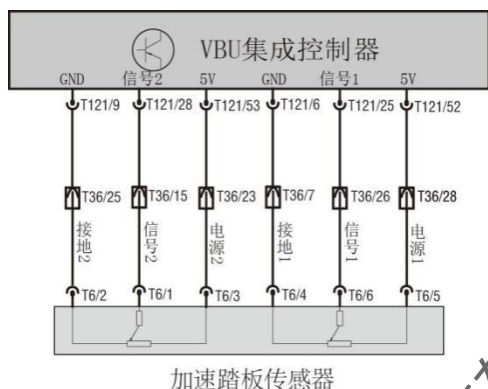 VBU集成控制器
GND 信号2 5V GND 信号1 5V
T121/9 T121/28 T121/53 T121/6 T121/25 T121/52
T36/25 T36/15 T36/23 T36/7 T36/26 T36/28
接地2 信号2 电源2 接地1 信号1 电源1
T6/2 T6/1 T6/3 T6/4 T6/6 T6/5
加速踏板传感器